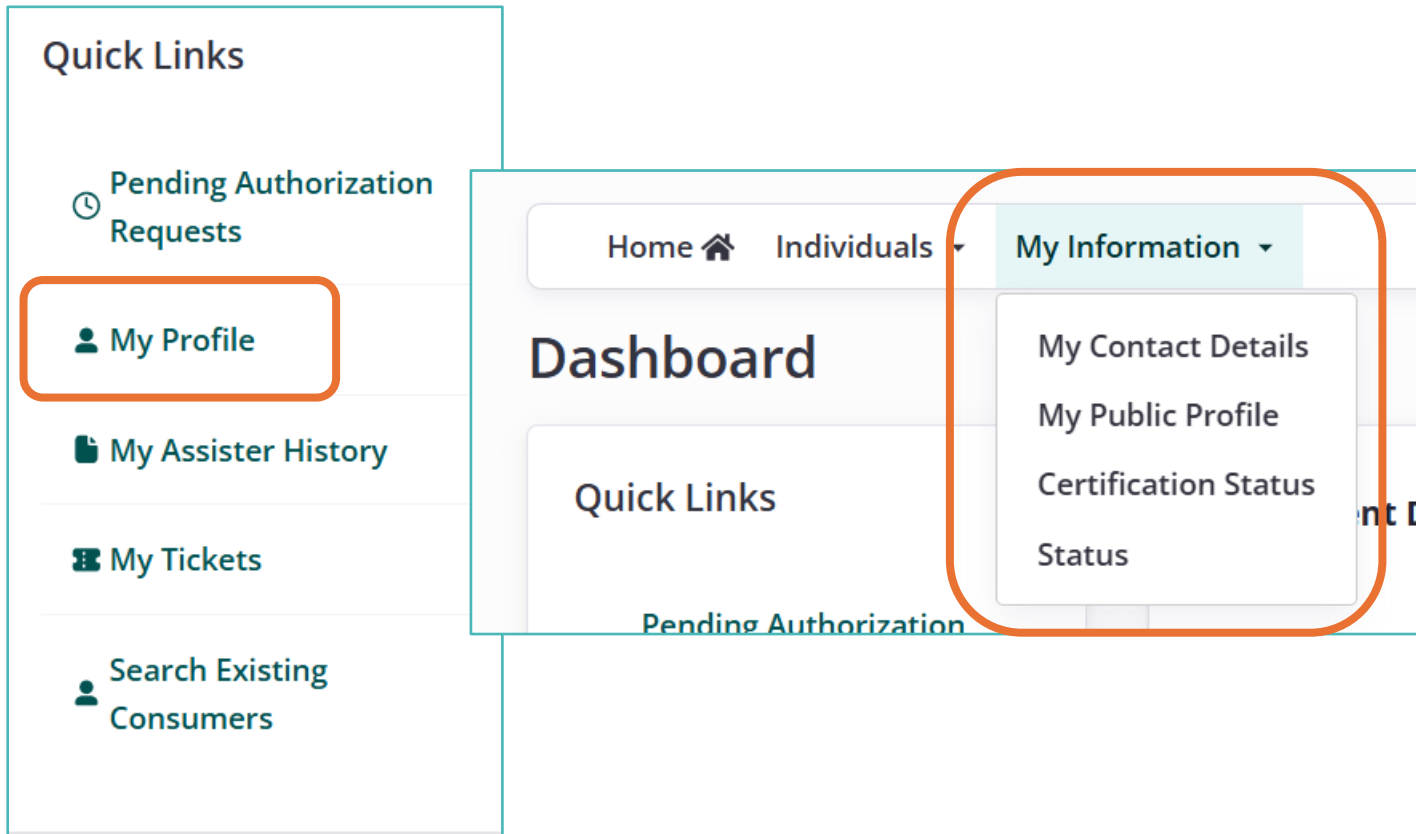 Quick Links
Pending Authorization
Requests
My Profile
My Assister History
My Tickets
Search Existing
Consumers
Home Individuals My Information
My Contact Details
My Public Profile
Certification Status
Status
Dashboard
Quick Links
Pending Authorization